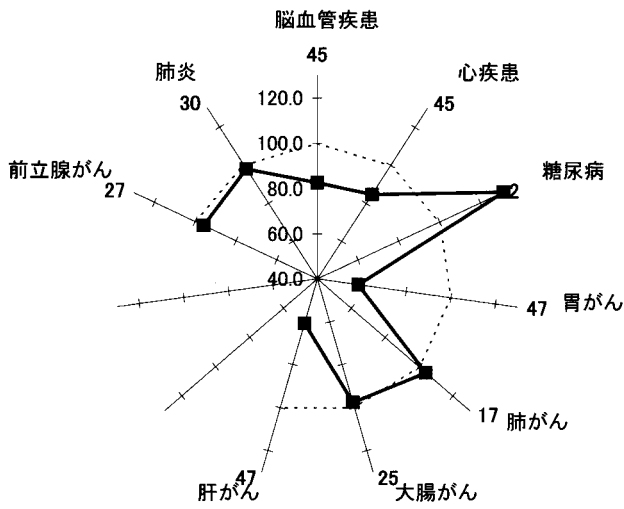 脳血管疾患
45
心疾患
45
糖尿病
2
胃がん
47
肺がん
17
大腸がん
25
肝がん
47
前立腺がん
27
肺炎
30
120.0
100.0
80.0
60.0
40.0